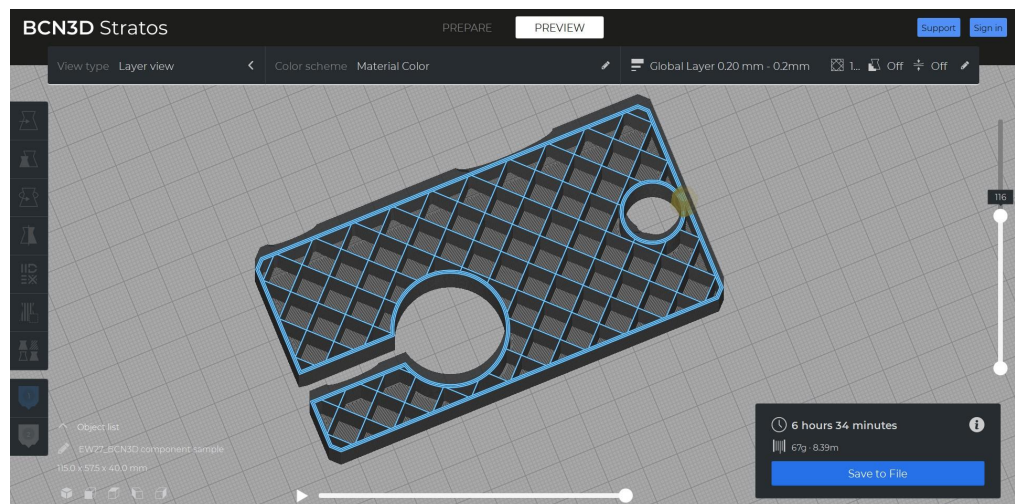 BCN3D Stratos
PREPARE
PREVIEW
Support
Sign in
View type Layer view
Color scheme Material Color
Global Layer 0.20 mm - 0.2mm
1... Off Off
116
Object list
EW27_BCN3D component sample
115.0 x 57.5 x 40.0 mm
6 hours 34 minutes
67g · 8.39m
Save to File